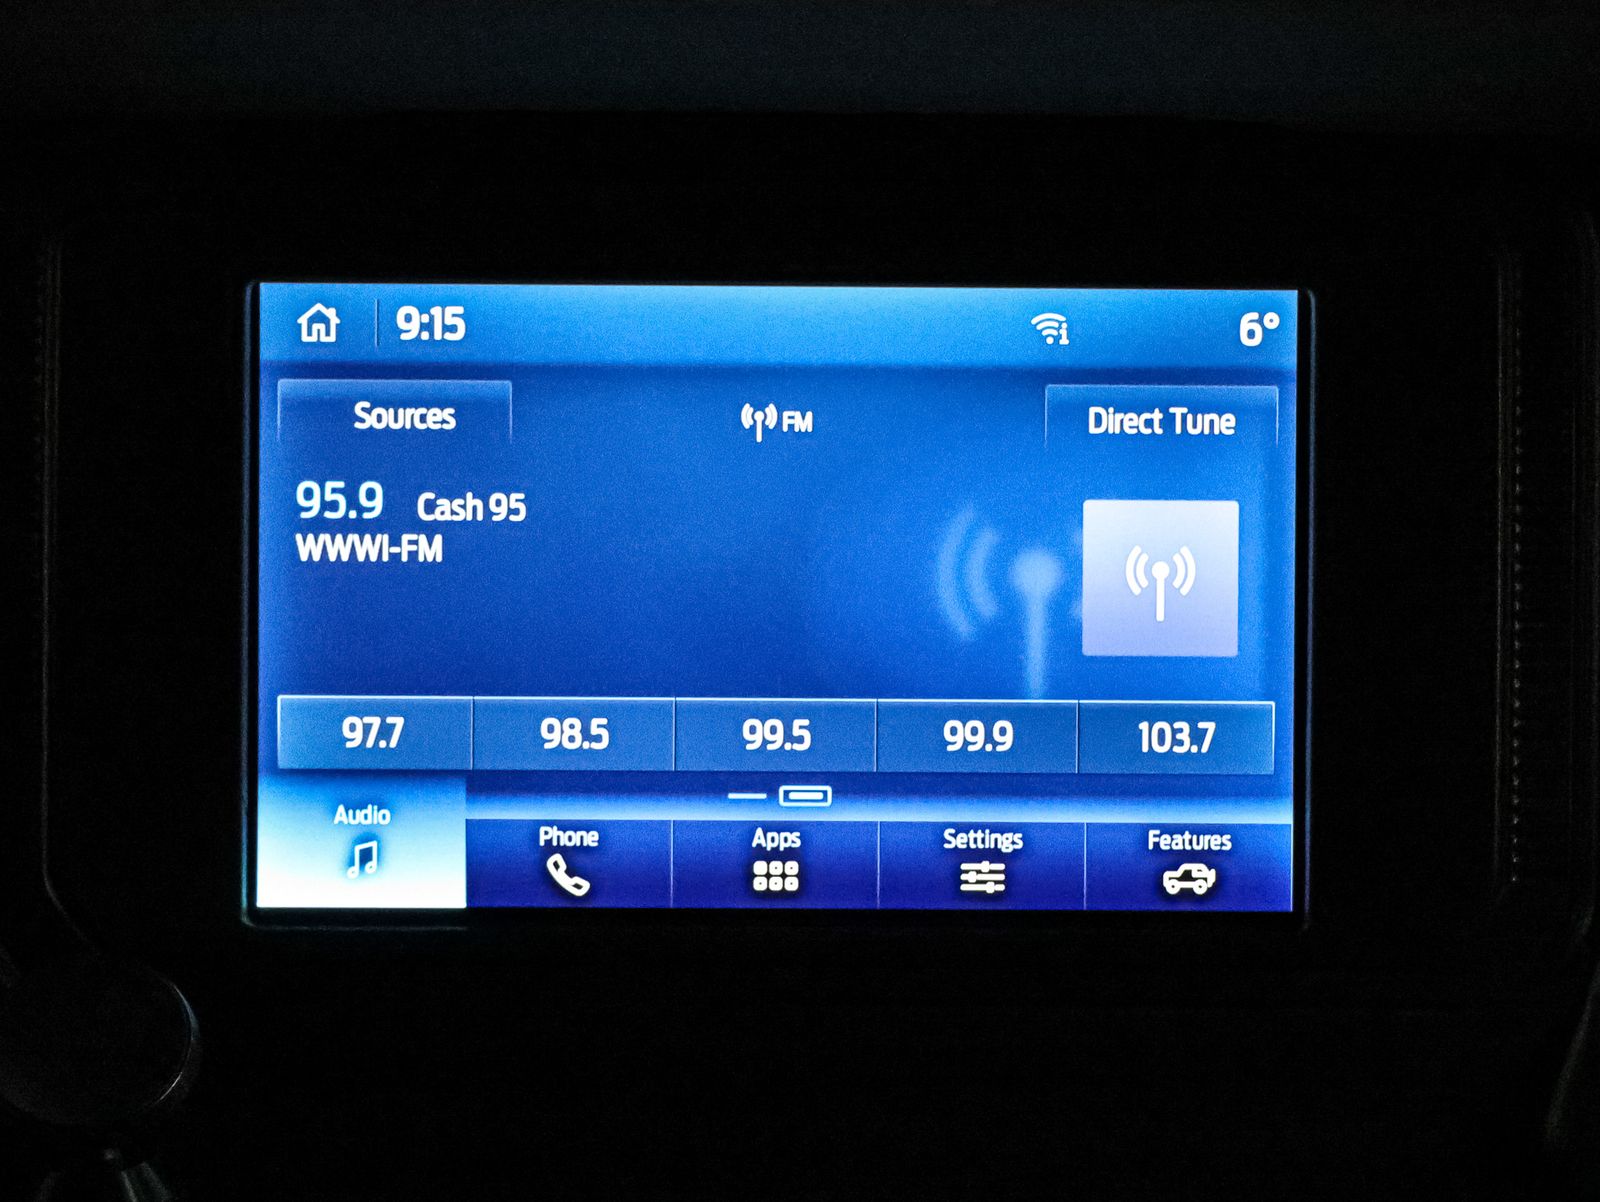 9:15
6°
Sources
FM
Direct Tune
95.9 Cash 95
WWWI-FM
97.7 98.5 99.5 99.9 103.7
Audio Phone Apps Settings Features